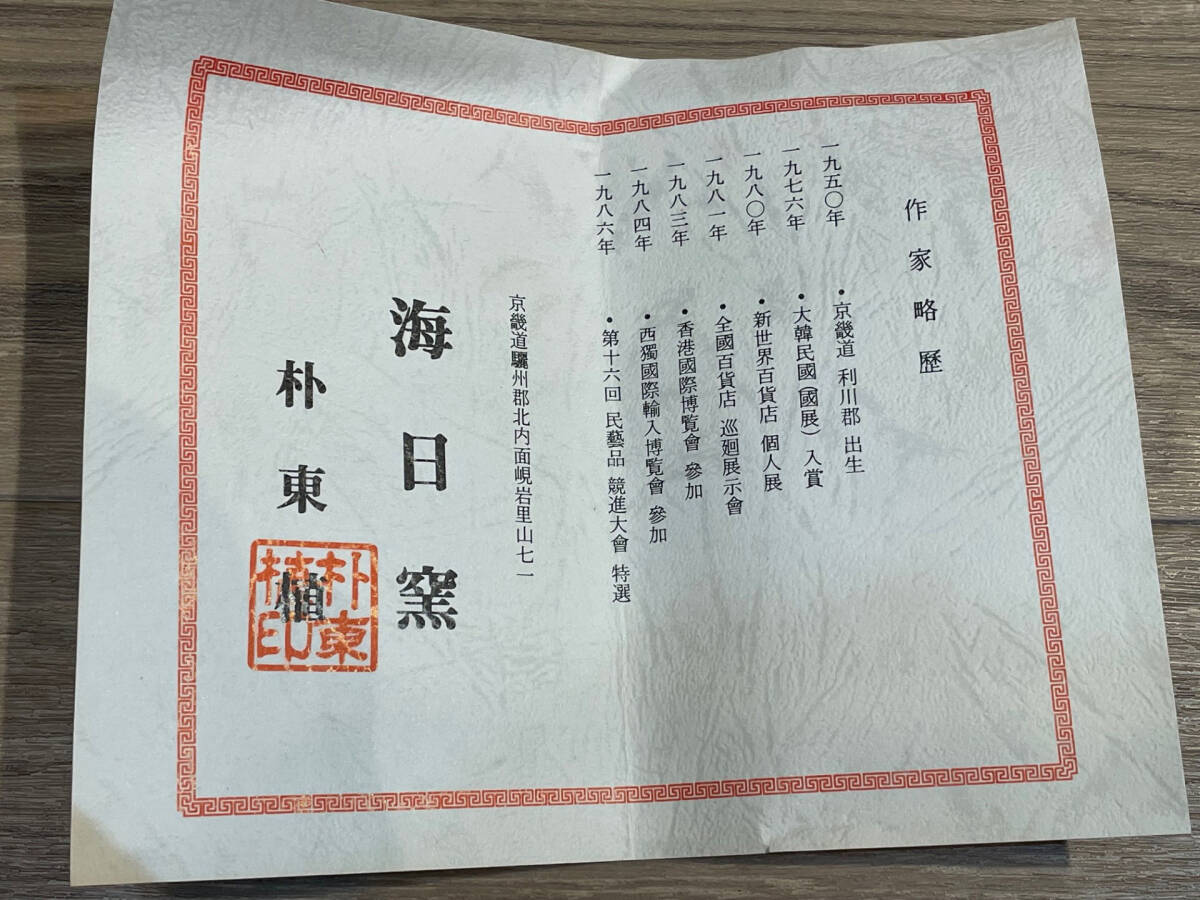 作家略歷
一九五〇年 • 京畿道 利川郡 出生
一九七六年 • 大韓民國(國展) 入賞
一九八〇年 • 新世界百貨店 個人展
一九八一年 • 全國百貨店 巡廻展示會
一九八三年 • 香港國際博覧會 參加
一九八四年 • 西獨國際輸入博覧會 參加
一九八六年 • 第十六回 民藝品 競進大會 特選
京畿道驪州郡北内面峴岩里山七一
海日窯
朴東植
朴東植印